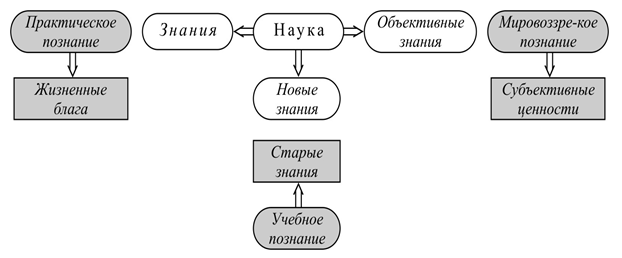 Практическое
познание
Знания
Наука
Объективные
знания
Мировоззре-кое
познание
Жизненные
блага
Новые
знания
Субъективные
ценности
Старые
знания
Учебное
познание